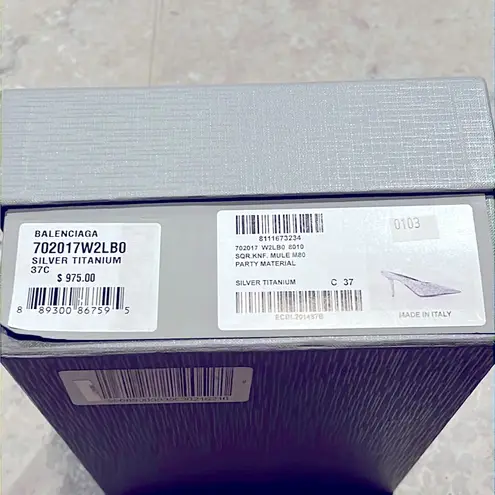 BALENCIAGA
702017W2LB0
SILVER TITANIUM
37C
$ 975.00
8 89300 86759 5
8111673234
702017 W2LB0 8010
SQR.KNF. MULE M80
PARTY MATERIAL
SILVER TITANIUM C 37
0103
MADE IN ITALY